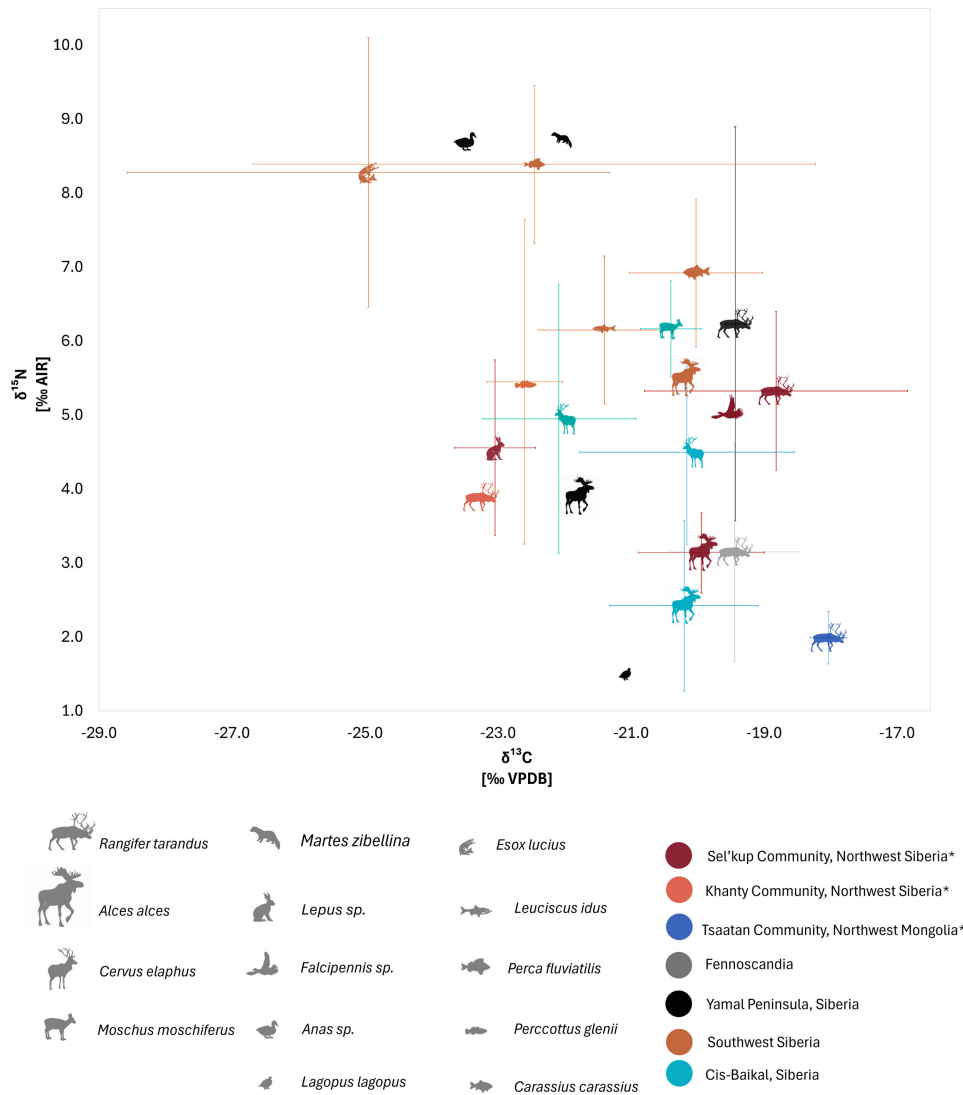 10.0
9.0
8.0
7.0
6.0
5.0
4.0
3.0
2.0
1.0
δ¹⁵N
[‰ AIR]
-29.0 -27.0 -25.0 -23.0 -21.0 -19.0 -17.0
δ¹³C
[‰ VPDB]
Rangifer tarandus
Alces alces
Cervus elaphus
Moschus moschiferus
Martes zibellina
Lepus sp.
Falcipennis sp.
Anas sp.
Lagopus lagopus
Esox lucius
Leuciscus idus
Perca fluviatilis
Perccottus glenii
Carassius carassius
Sel’kup Community, Northwest Siberia*
Khanty Community, Northwest Siberia*
Tsaatan Community, Northwest Mongolia*
Fennoscandia
Yamal Peninsula, Siberia
Southwest Siberia
Cis-Baikal, Siberia